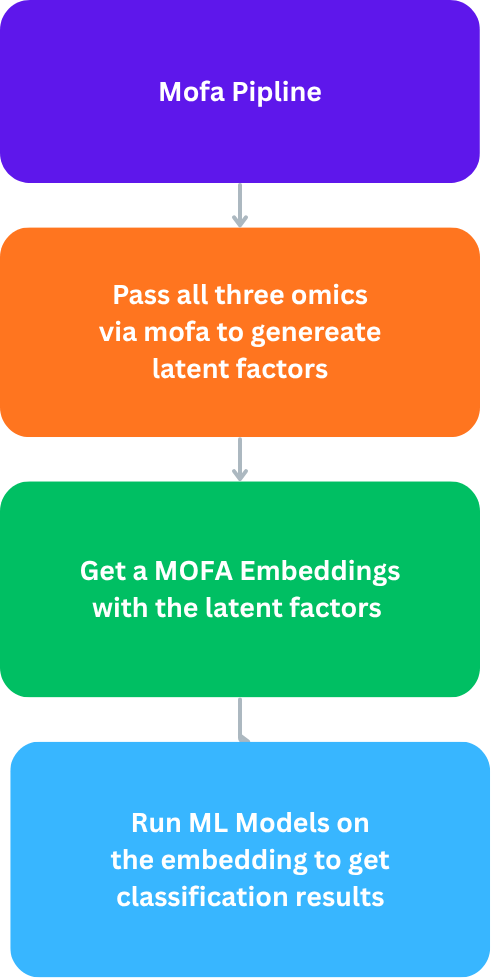 Mofa Pipline
Pass all three omics
via mofa to genereate
latent factors
Get a MOFA Embeddings
with the latent factors
Run ML Models on
the embedding to get
classification results